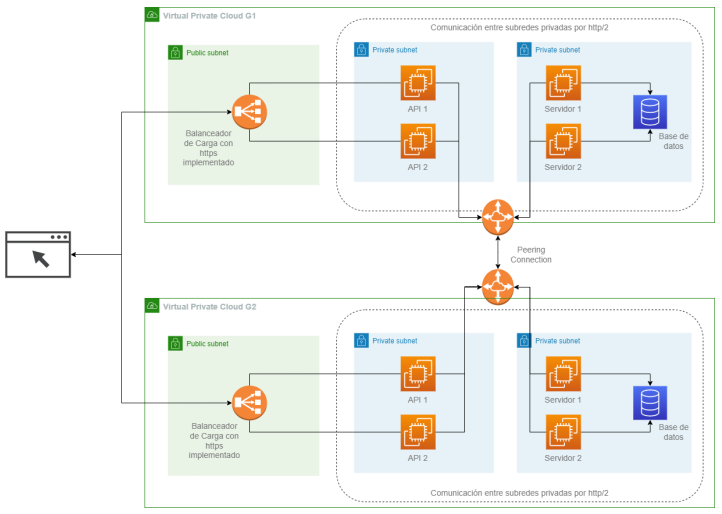 Virtual Private Cloud G1
Comunicación entre subredes privadas por http/2
Public subnet
Private subnet
Private subnet
API 1
Servidor 1
Balanceador
de Carga con
https
implementado
Base de
datos
API 2
Servidor 2
Peering
Connection
Virtual Private Cloud G2
Public subnet
Private subnet
Private subnet
API 1
Servidor 1
Balanceador
de Carga con
https
implementado
Base de
datos
API 2
Servidor 2
Comunicación entre subredes privadas por http/2